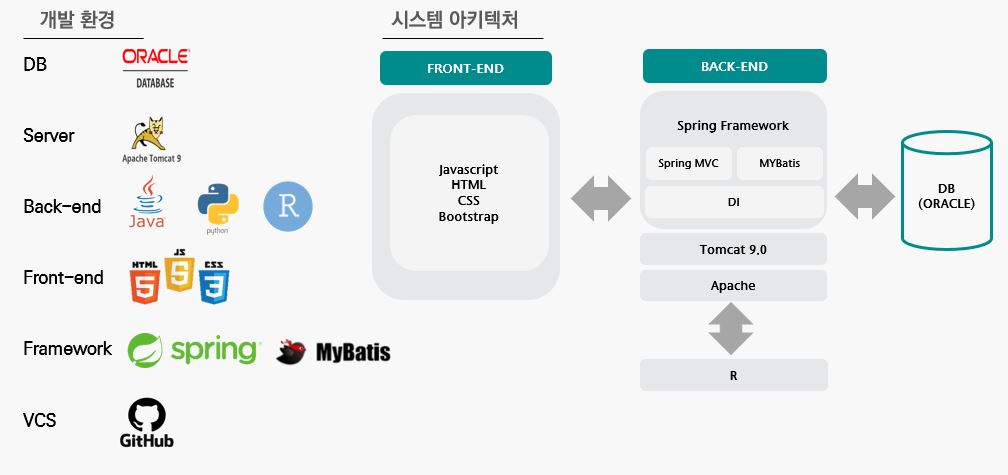 개발 환경
DB
ORACLE
DATABASE
Server
Apache Tomcat 9
Back-end
Java
python
R
Front-end
HTML
5
JS
5
CSS
3
Framework
spring
MyBatis
VCS
GitHub
시스템 아키텍처
FRONT-END
Javascript
HTML
CSS
Bootstrap
BACK-END
Spring Framework
Spring MVC
MYBatis
DI
Tomcat 9.0
Apache
R
DB
(ORACLE)